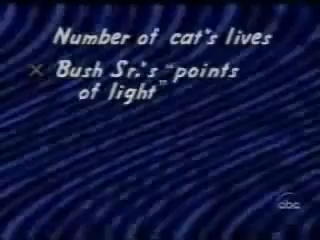 Number of cat's lives
× Bush Sr.'s "points
of light"
abc